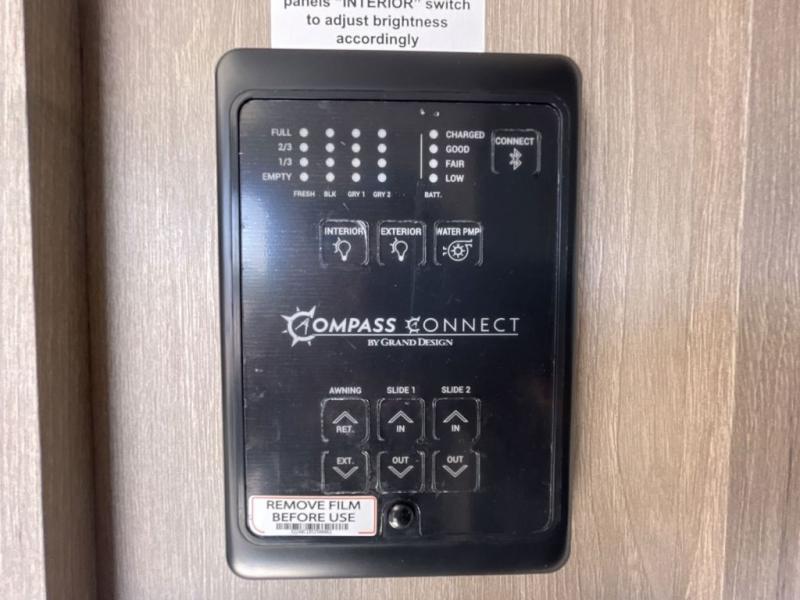 panels "INTERIOR" switch
to adjust brightness
accordingly
FULL
2/3
1/3
EMPTY
FRESH BLK GRY 1 GRY 2
CHARGED
GOOD
FAIR
LOW
BATT.
CONNECT
INTERIOR EXTERIOR WATER PMP
COMPASS CONNECT
BY GRAND DESIGN
AWNING SLIDE 1 SLIDE 2
RET. IN IN
EXT. OUT OUT
REMOVE FILM
BEFORE USE